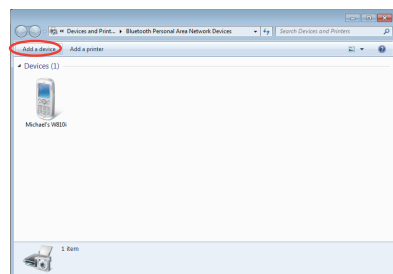 « Devices and Print... ▸ Bluetooth Personal Area Network Devices
Search Devices and Printers
Add a device Add a printer
Devices (1)
Michael's W810i
1 item